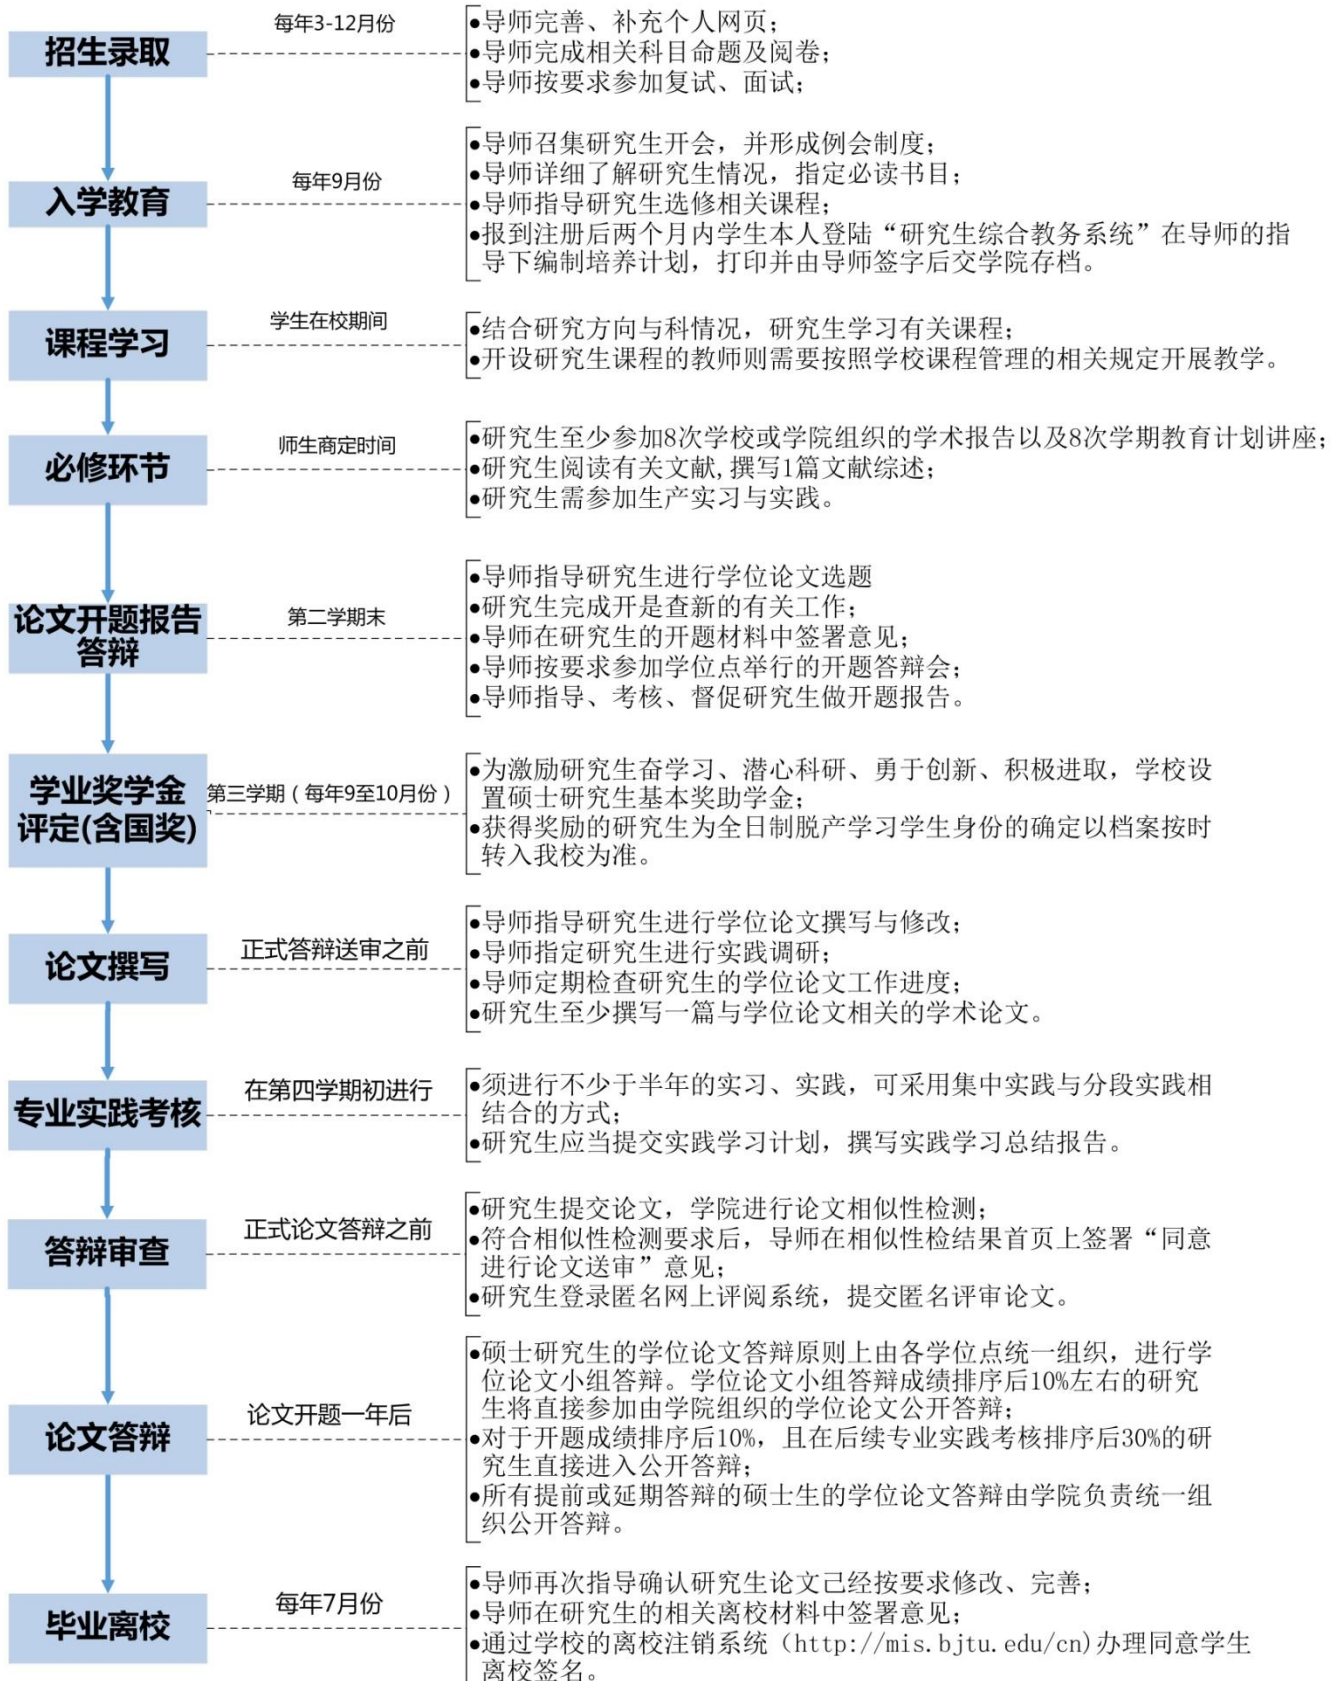 招生录取
每年3-12月份
●导师完善、补充个人网页；
●导师完成相关科目命题及阅卷；
●导师按要求参加复试、面试；
入学教育
每年9月份
●导师召集研究生开会，并形成例会制度；
●导师详细了解研究生情况，指定必读书目；
●导师指导研究生选修相关课程；
●报到注册后两个月内学生本人登陆“研究生综合教务系统”在导师的指
导下编制培养计划，打印并由导师签字后交学院存档。
课程学习
学生在校期间
●结合研究方向与科情况，研究生学习有关课程；
●开设研究生课程的教师则需要按照学校课程管理的相关规定开展教学。
必修环节
师生商定时间
●研究生至少参加8次学校或学院组织的学术报告以及8次学期教育计划讲座；
●研究生阅读有关文献,撰写1篇文献综述；
●研究生需参加生产实习与实践。
论文开题报告
答辩
第二学期末
●导师指导研究生进行学位论文选题
●研究生完成开是查新的有关工作；
●导师在研究生的开题材料中签署意见；
●导师按要求参加学位点举行的开题答辩会；
●导师指导、考核、督促研究生做开题报告。
学业奖学金
评定(含国奖)
第三学期（每年9至10月份）
●为激励研究生奋学习、潜心科研、勇于创新、积极进取，学校设
置硕士研究生基本奖助学金；
●获得奖励的研究生为全日制脱产学习学生身份的确定以档案按时
转入我校为准。
论文撰写
正式答辩送审之前
●导师指导研究生进行学位论文撰写与修改；
●导师指定研究生进行实践调研；
●导师定期检查研究生的学位论文工作进度；
●研究生至少撰写一篇与学位论文相关的学术论文。
专业实践考核
在第四学期初进行
●须进行不少于半年的实习、实践，可采用集中实践与分段实践相
结合的方式；
●研究生应当提交实践学习计划，撰写实践学习总结报告。
答辩审查
正式论文答辩之前
●研究生提交论文，学院进行论文相似性检测；
●符合相似性检测要求后，导师在相似性检结果首页上签署“同意
进行论文送审”意见；
●研究生登录匿名网上评阅系统，提交匿名评审论文。
论文答辩
论文开题一年后
●硕士研究生的学位论文答辩原则上由各学位点统一组织，进行学
位论文小组答辩。学位论文小组答辩成绩排序后10%左右的研究
生将直接参加由学院组织的学位论文公开答辩；
●对于开题成绩排序后10%，且在后续专业实践考核排序后30%的研
究生直接进入公开答辩；
●所有提前或延期答辩的硕士生的学位论文答辩由学院负责统一组
织公开答辩。
毕业离校
每年7月份
●导师再次指导确认研究生论文己经按要求修改、完善；
●导师在研究生的相关离校材料中签署意见；
●通过学校的离校注销系统（http://mis.bjtu.edu/cn)办理同意学生
离校签名。